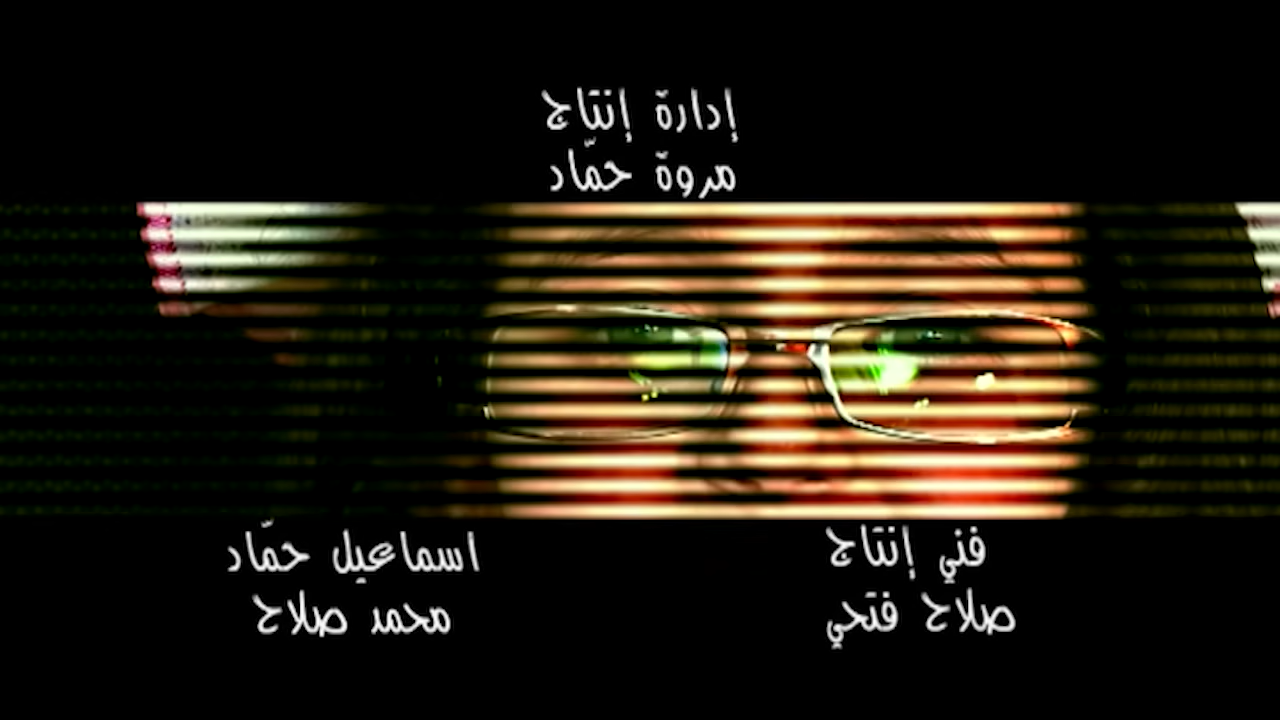 إدارة إنتاج
مروة حمّاد
فني إنتاج
صلاح فتحي
اسماعيل حمّاد
محمد صلاح